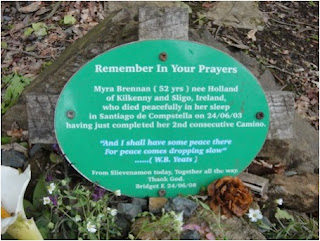 Remember In Your Prayers
Myra Brennan ( 52 yrs ) nee Holland
of Kilkenny and Sligo, Ireland,
who died peacefully in her sleep
in Santiago de Compstella on 24/06/03
having just completed her 2nd consecutive Camino.
"And I shall have some peace there
For peace comes dropping slow"
......( W.B. Yeats )
From Slievenamon today, Together all the way.
Thank God.
Bridget E 24/06/08